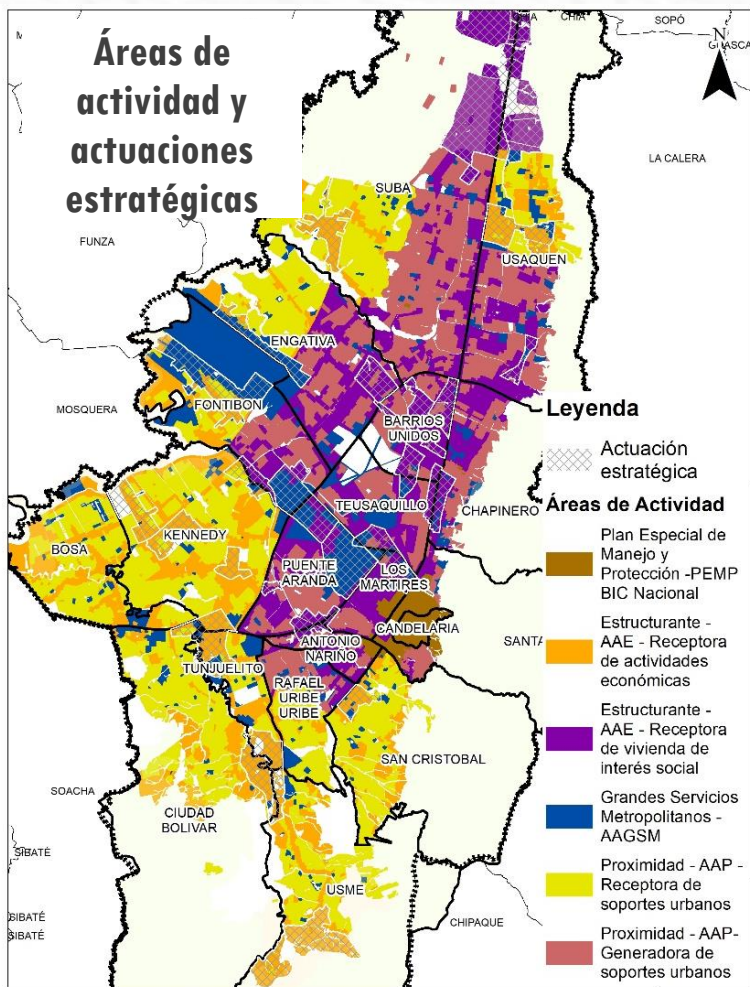 Áreas de
actividad y
actuaciones
estratégicas
CHIA
CHIA
SOPÓ
N
GUASCA
LA CALERA
SUBA
FUNZA
USAQUEN
ENGATIVA
MOSQUERA
FONTIBON
BARRIOS
UNIDOS
TEUSAQUILLO
CHAPINERO
KENNEDY
BOSA
PUENTE
ARANDA
LOS
MARTIRES
CANDELARIA
SANTA
ANTONIO
NARIÑO
TUNJUELITO
RAFAEL
URIBE
URIBE
SAN CRISTOBAL
SOACHA
CIUDAD
BOLIVAR
SIBATÉ
USME
SIBATÉ
SIBATÉ
CHIPAQUE
Leyenda
Actuación
estratégica
Áreas de Actividad
Plan Especial de
Manejo y
Protección -PEMP
BIC Nacional
Estructurante -
AAE - Receptora
de actividades
económicas
Estructurante -
AAE - Receptora
de vivienda de
interés social
Grandes Servicios
Metropolitanos -
AAGSM
Proximidad - AAP -
Receptora de
soportes urbanos
Proximidad - AAP-
Generadora de
soportes urbanos